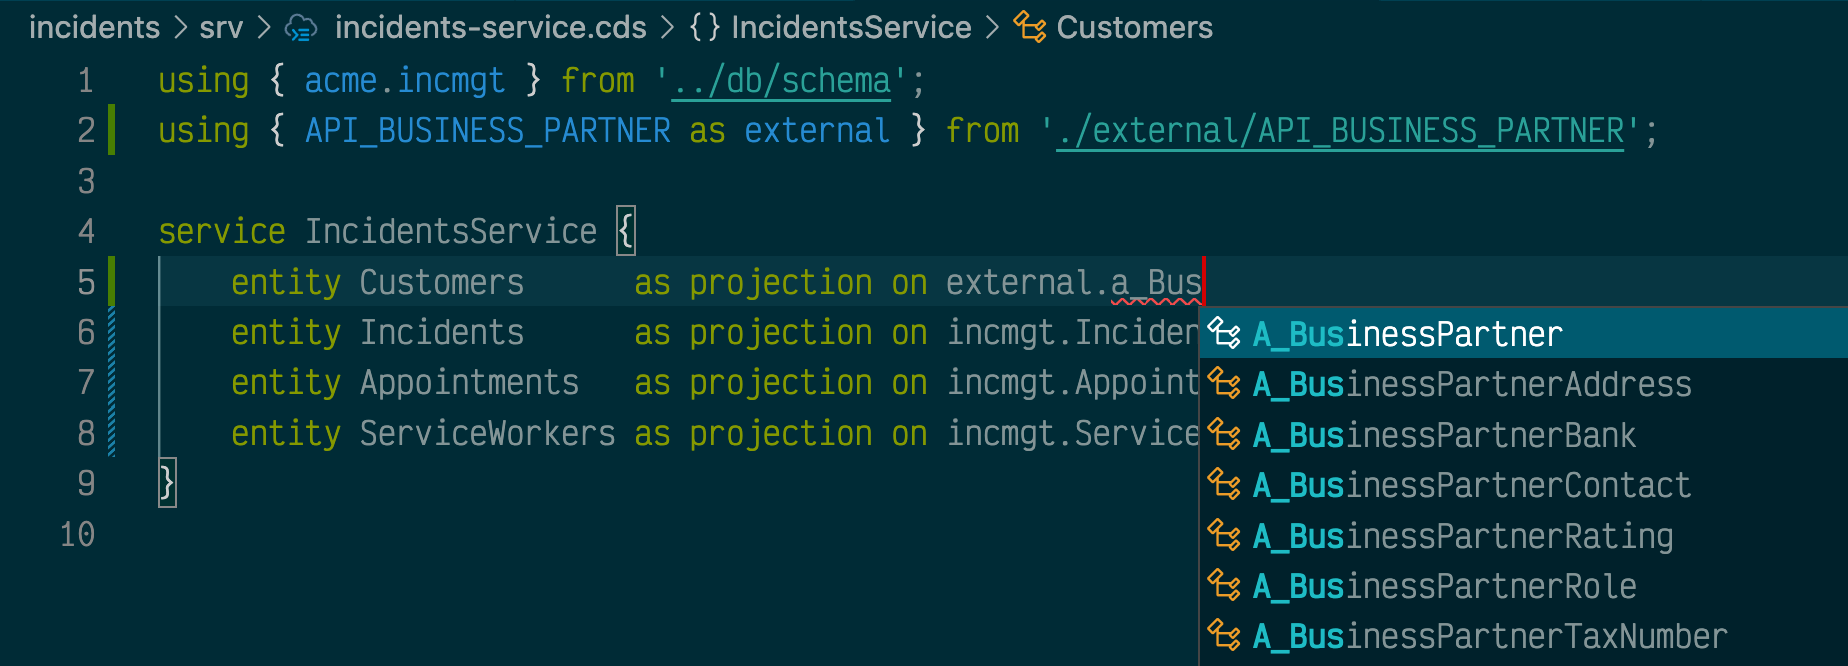 incidents > srv > incidents-service.cds > {} IncidentsService > Customers
1 using { acme.incmgt } from '../db/schema';
2 using { API_BUSINESS_PARTNER as external } from './external/API_BUSINESS_PARTNER';
3
4 service IncidentsService {
5 entity Customers as projection on external.a_Bus
6 entity Incidents as projection on incmgt.Inciden
7 entity Appointments as projection on incmgt.Appoint
8 entity ServiceWorkers as projection on incmgt.Service
9 }
10
A_BusinessPartner
A_BusinessPartnerAddress
A_BusinessPartnerBank
A_BusinessPartnerContact
A_BusinessPartnerRating
A_BusinessPartnerRole
A_BusinessPartnerTaxNumber